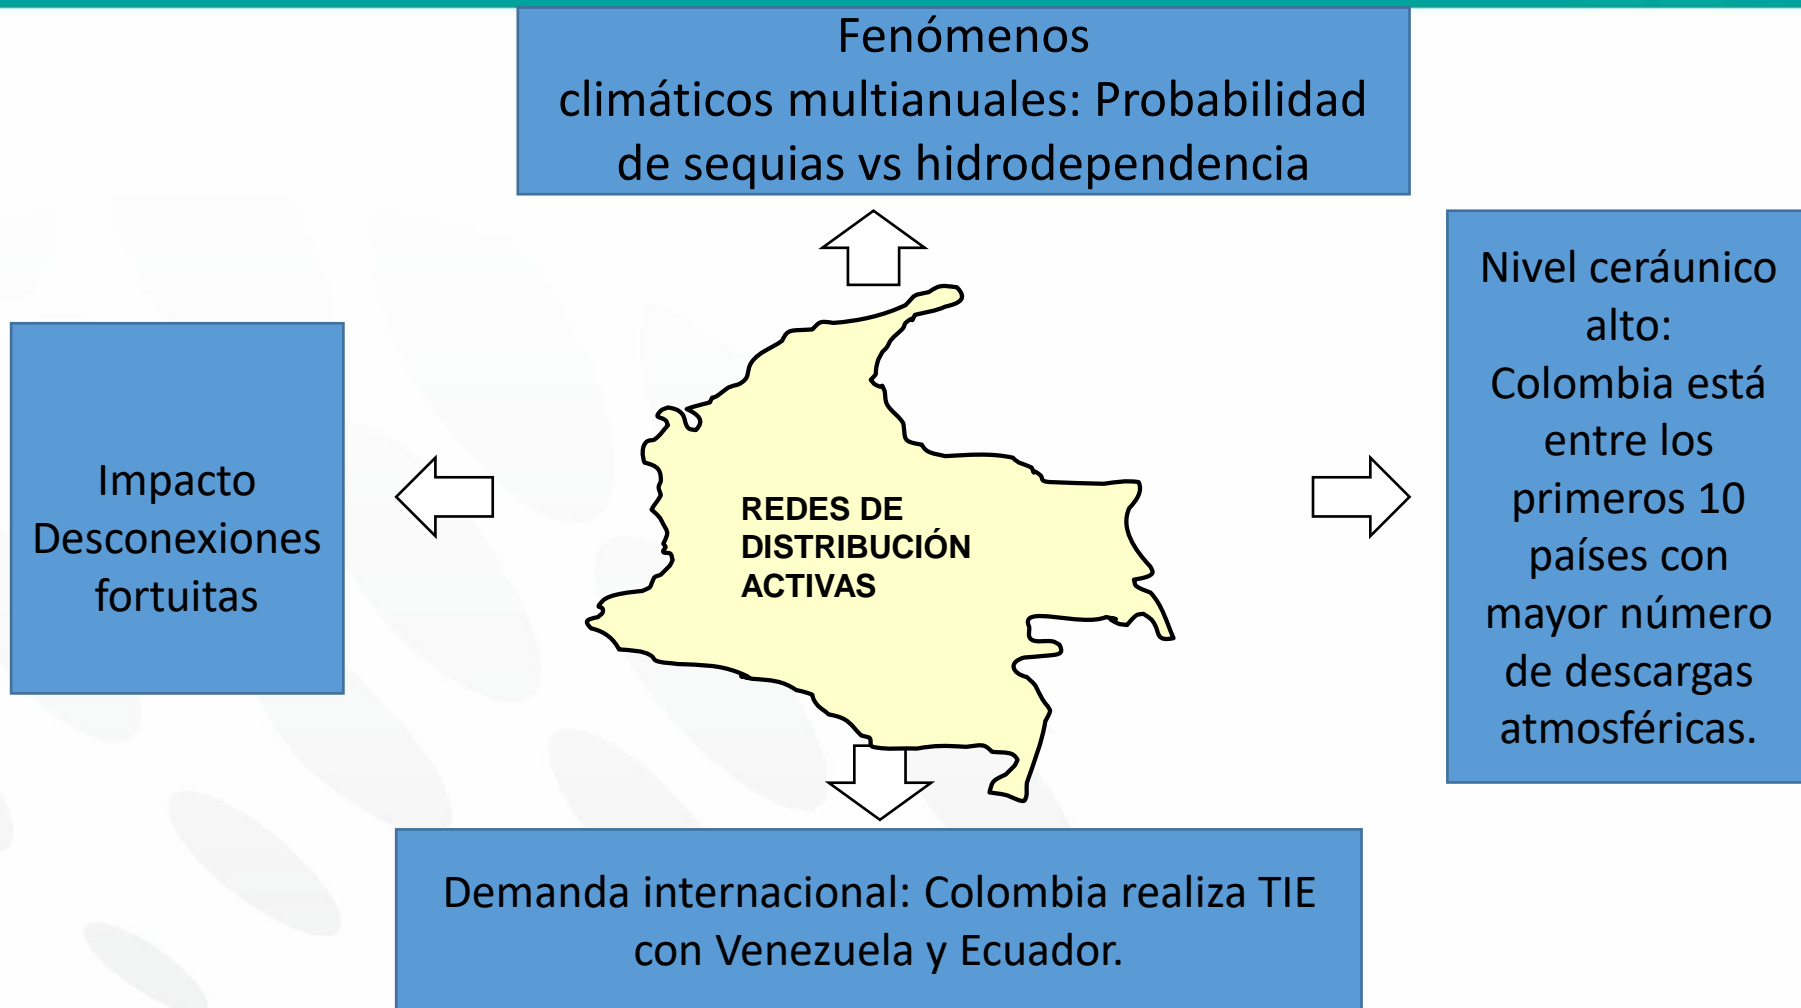 Fenómenos
climáticos multianuales: Probabilidad
de sequias vs hidrodependencia
Impacto
Desconexiones
fortuitas
REDES DE
DISTRIBUCIÓN
ACTIVAS
Nivel ceráunico
alto:
Colombia está
entre los
primeros 10
países con
mayor número
de descargas
atmosféricas.
Demanda internacional: Colombia realiza TIE
con Venezuela y Ecuador.